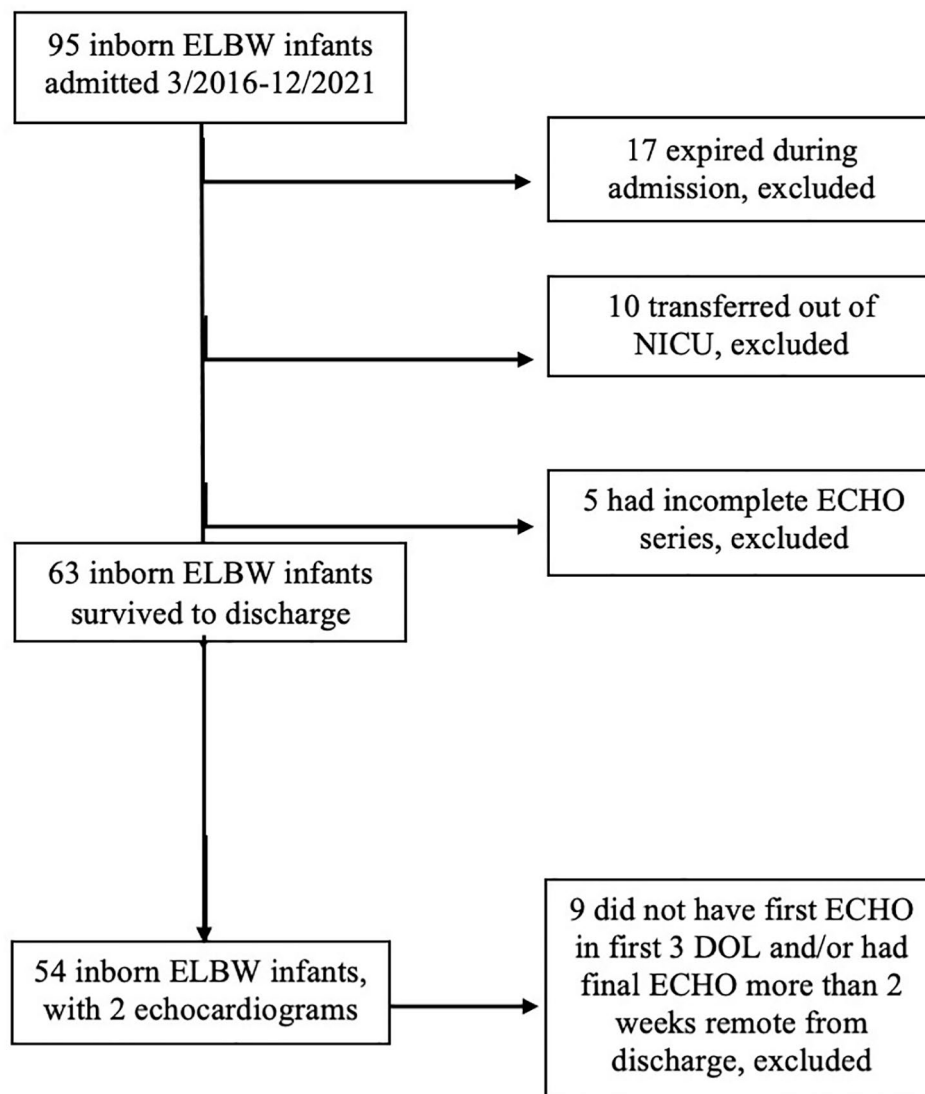 95 inborn ELBW infants
admitted 3/2016-12/2021
17 expired during
admission, excluded
10 transferred out of
NICU, excluded
5 had incomplete ECHO
series, excluded
63 inborn ELBW infants
survived to discharge
54 inborn ELBW infants,
with 2 echocardiograms
9 did not have first ECHO
in first 3 DOL and/or had
final ECHO more than 2
weeks remote from
discharge, excluded